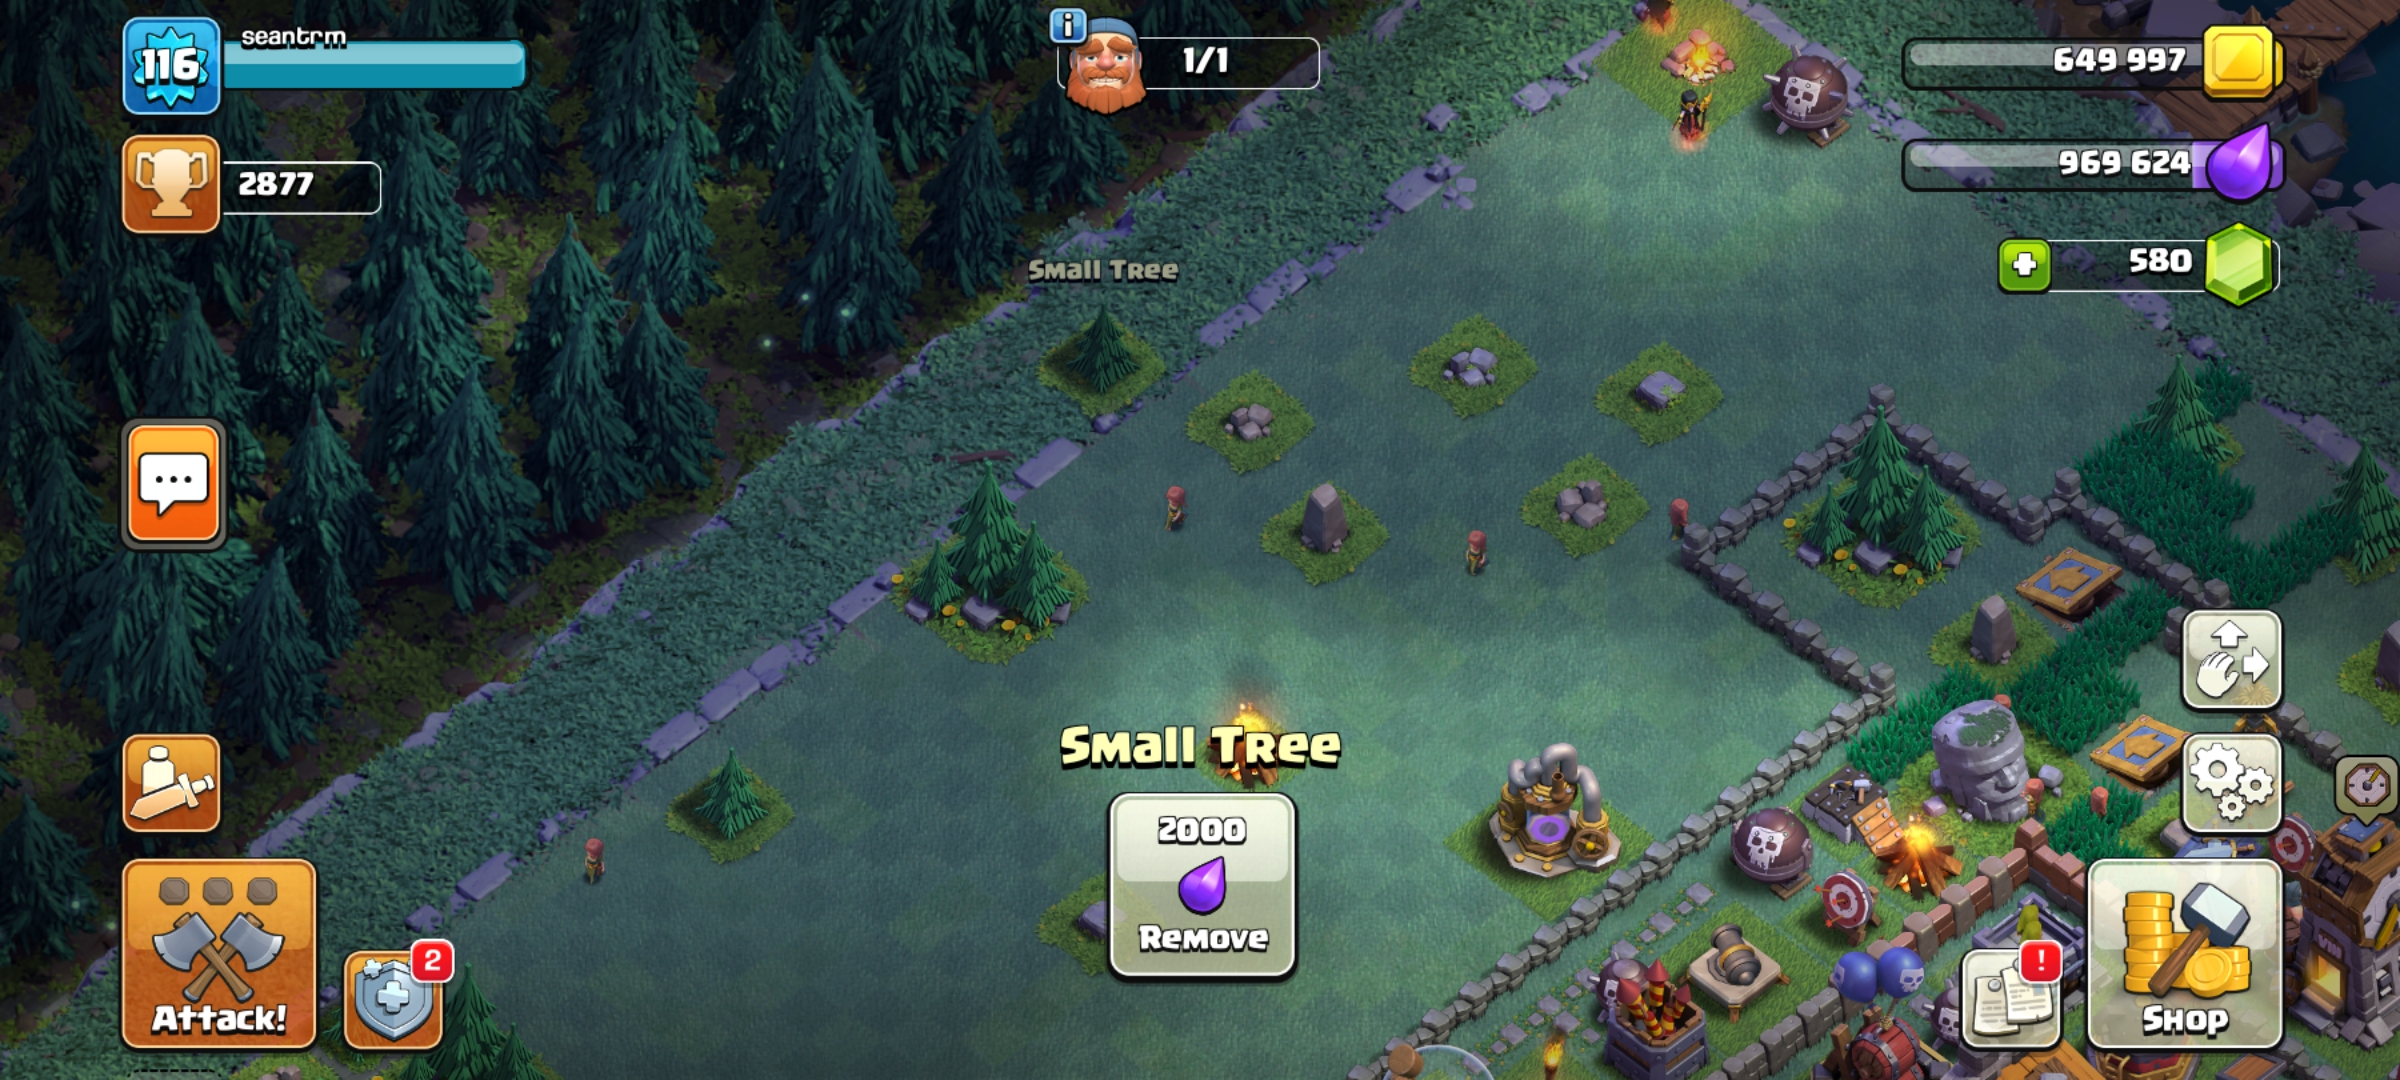 116
seantrm
1/1
649 997
2877
969 624
580
Small Tree
Small Tree
2000
Remove
2
Attack!
!
Shop